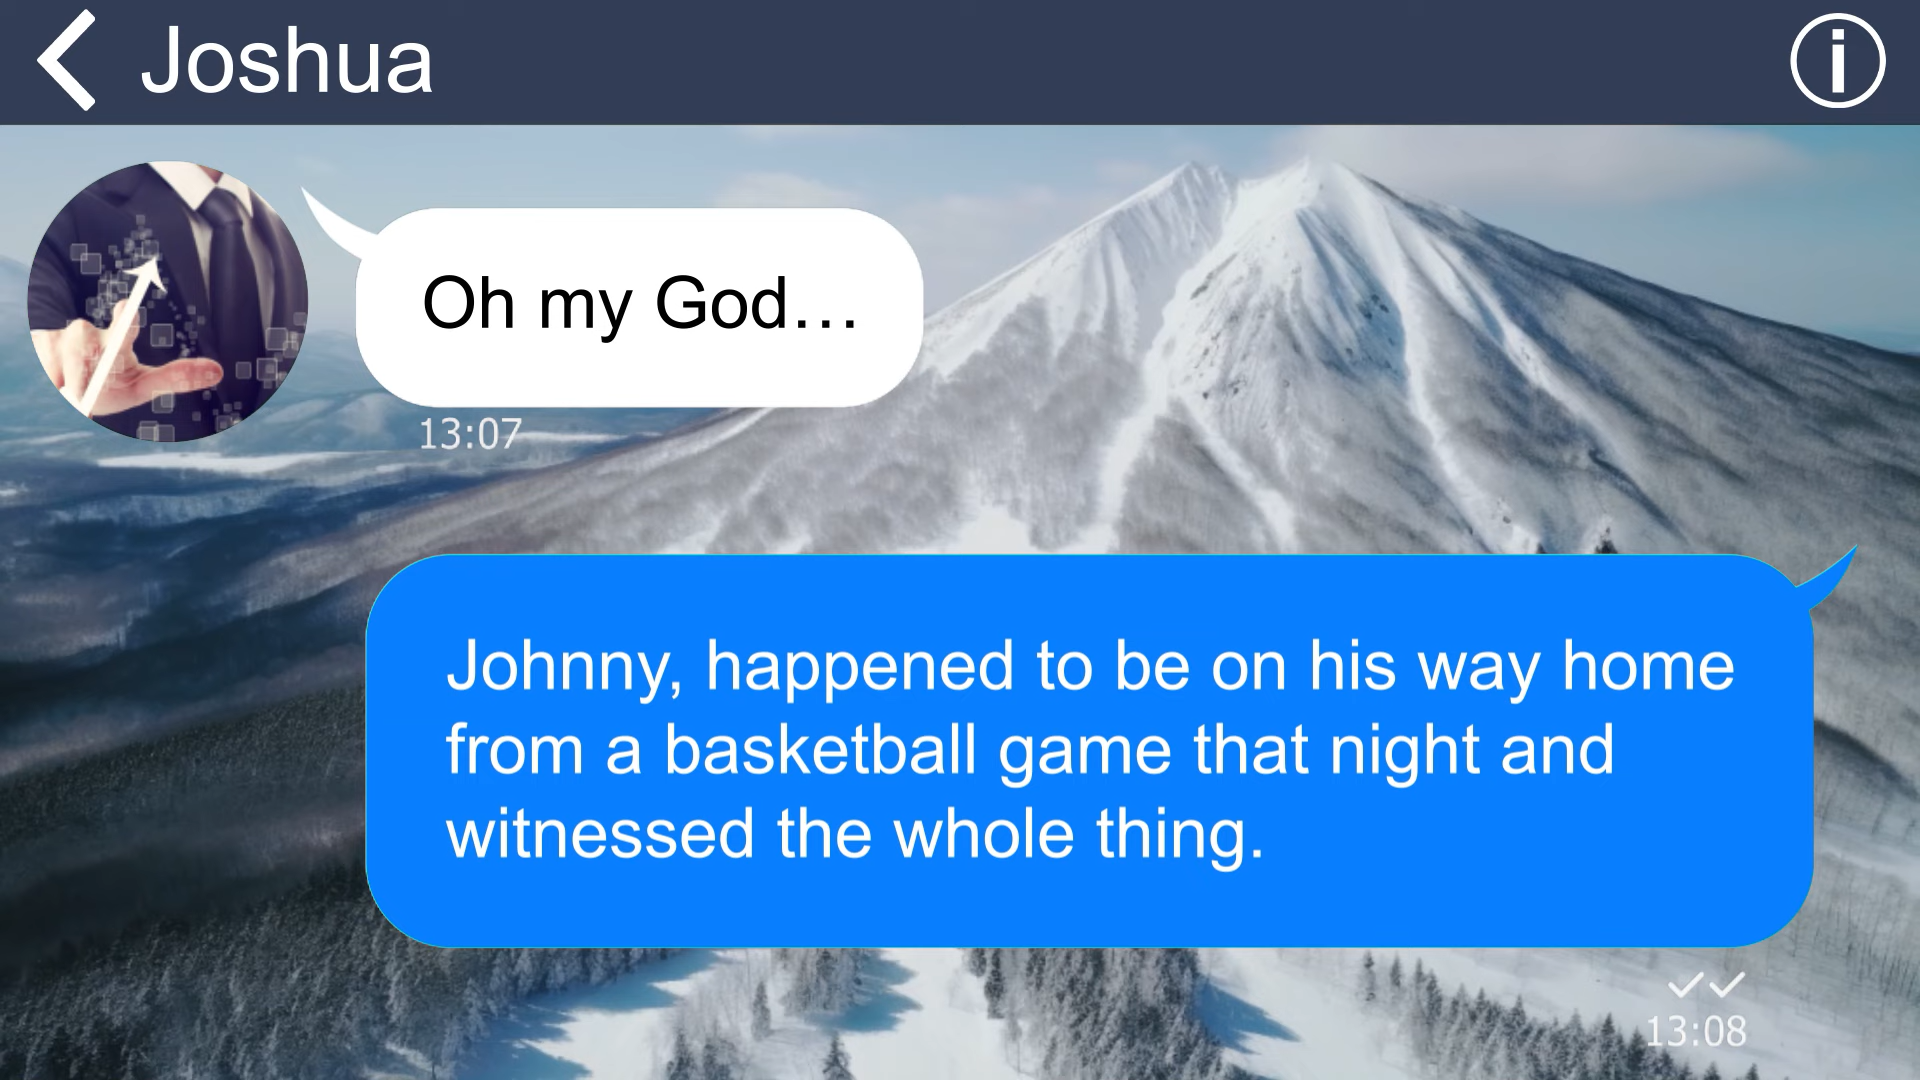 Joshua
Oh my God…
13:07
Johnny, happened to be on his way home
from a basketball game that night and
witnessed the whole thing.
13:08